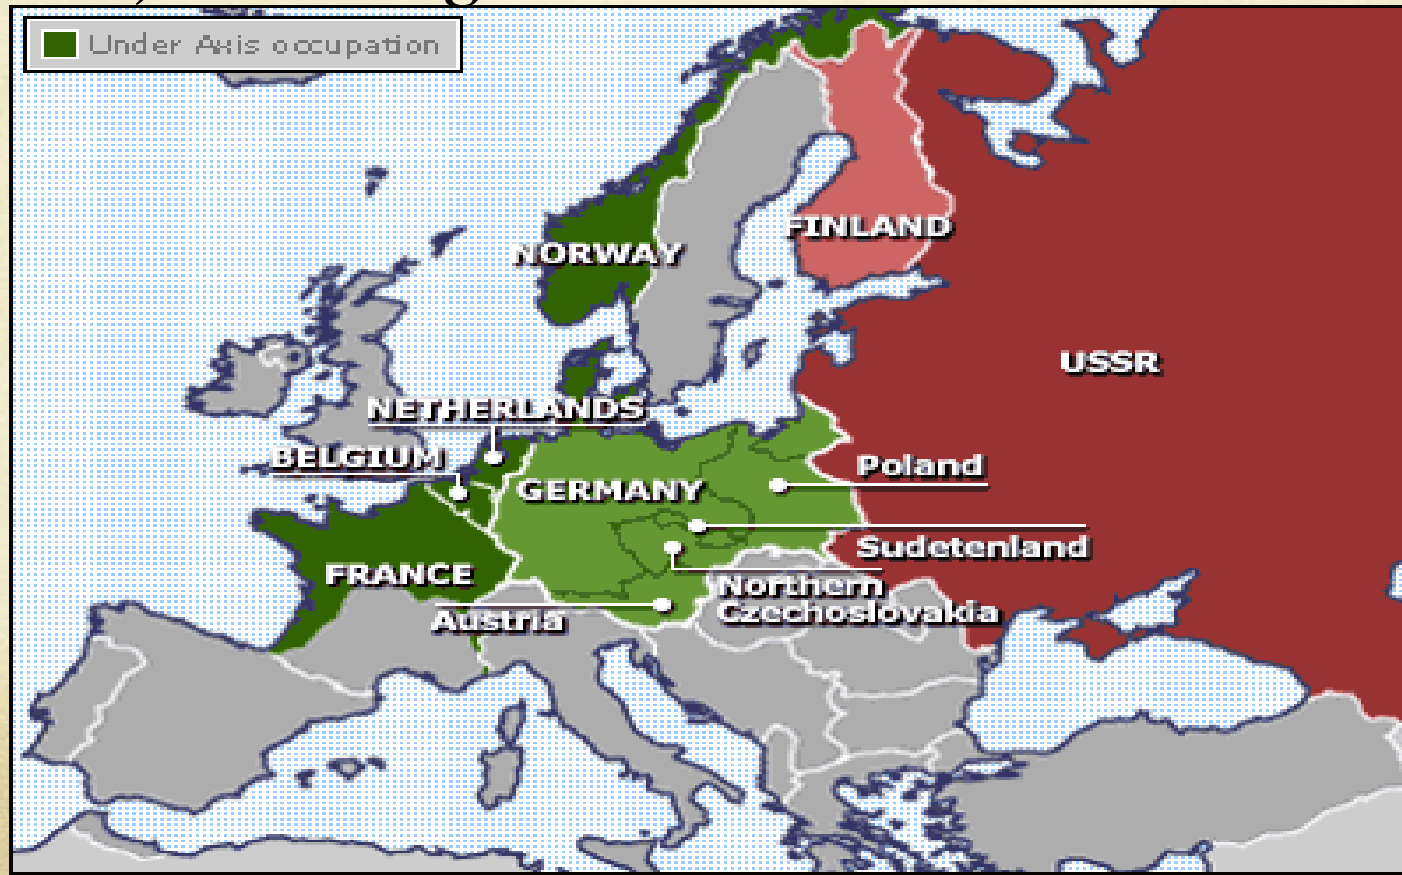 Under Axis occupation
FINLAND
NORWAY
USSR
NETHERLANDS
BELGIUM
Poland
GERMANY
Sudetenland
FRANCE
Northern
Czechoslovakia
Austria